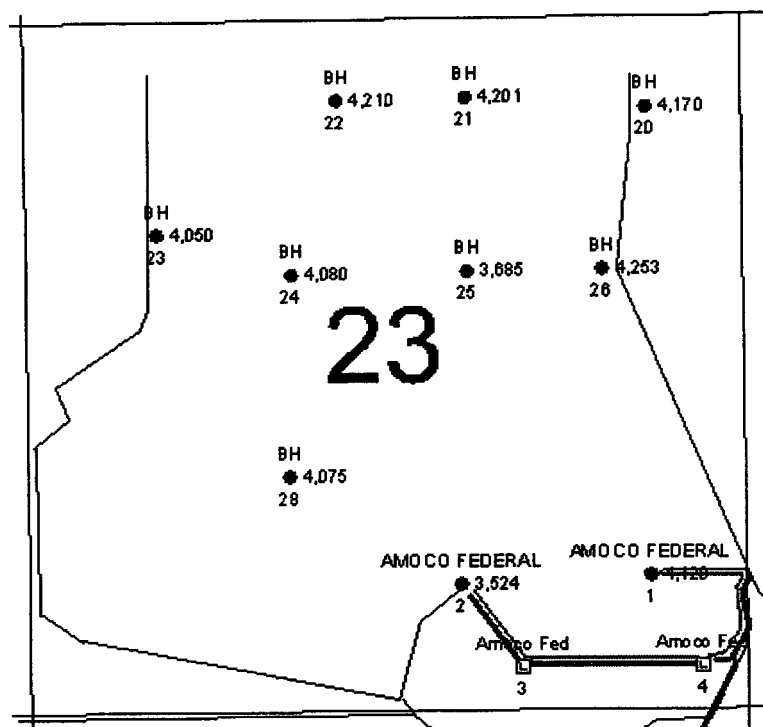 BH
4,210
22
BH
4,201
21
BH
4,170
20
BH
4,050
23
BH
4,080
24
BH
3,685
25
BH
4,253
26
23
BH
4,075
28
AMOCO FEDERAL
3,524
2
AMOCO FEDERAL
1
Amoco Fed
3
Amoco
4